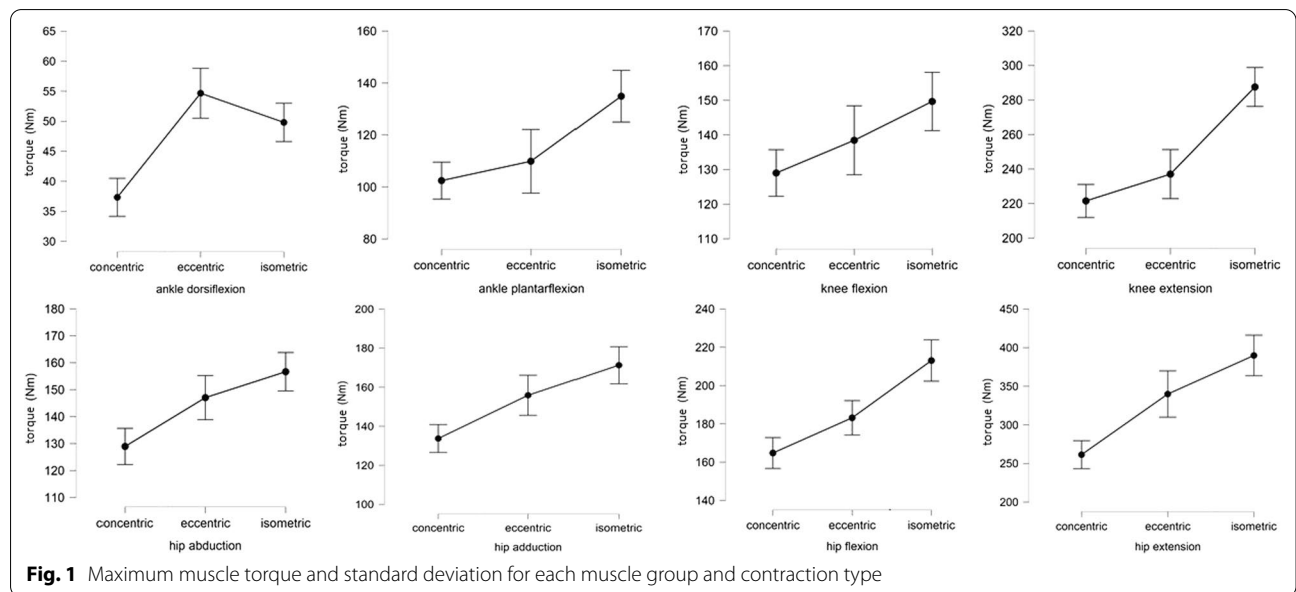 65
60
55
50
45
40
35
30
torque (Nm)
concentric eccentric isometric
ankle dorsiflexion
160
140
120
100
80
torque (Nm)
concentric eccentric isometric
ankle plantarflexion
170
160
150
140
130
120
110
torque (Nm)
concentric eccentric isometric
knee flexion
320
300
280
260
240
220
200
torque (Nm)
concentric eccentric isometric
knee extension
180
170
160
150
140
130
120
110
torque (Nm)
concentric eccentric isometric
hip abduction
200
180
160
140
120
100
torque (Nm)
concentric eccentric isometric
hip adduction
240
220
200
180
160
140
torque (Nm)
concentric eccentric isometric
hip flexion
450
400
350
300
250
200
torque (Nm)
concentric eccentric isometric
hip extension
Fig. 1 Maximum muscle torque and standard deviation for each muscle group and contraction type